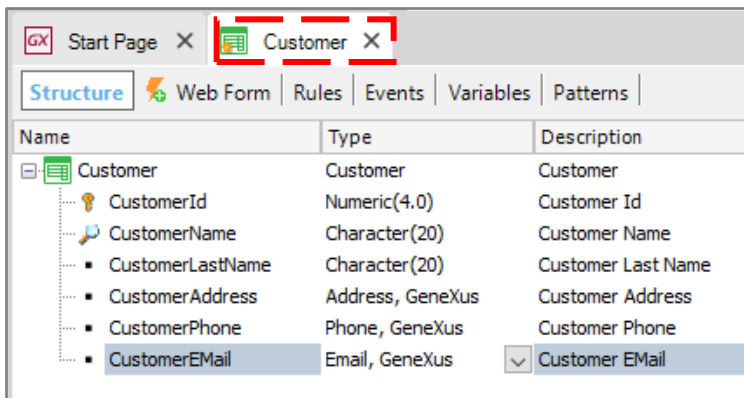 GX Start Page Customer
Structure Web Form Rules Events Variables Patterns
Name Type Description
Customer Customer Customer
CustomerId Numeric(4.0) Customer Id
CustomerName Character(20) Customer Name
CustomerLastName Character(20) Customer Last Name
CustomerAddress Address, GeneXus Customer Address
CustomerPhone Phone, GeneXus Customer Phone
CustomerEMail Email, GeneXus Customer EMail